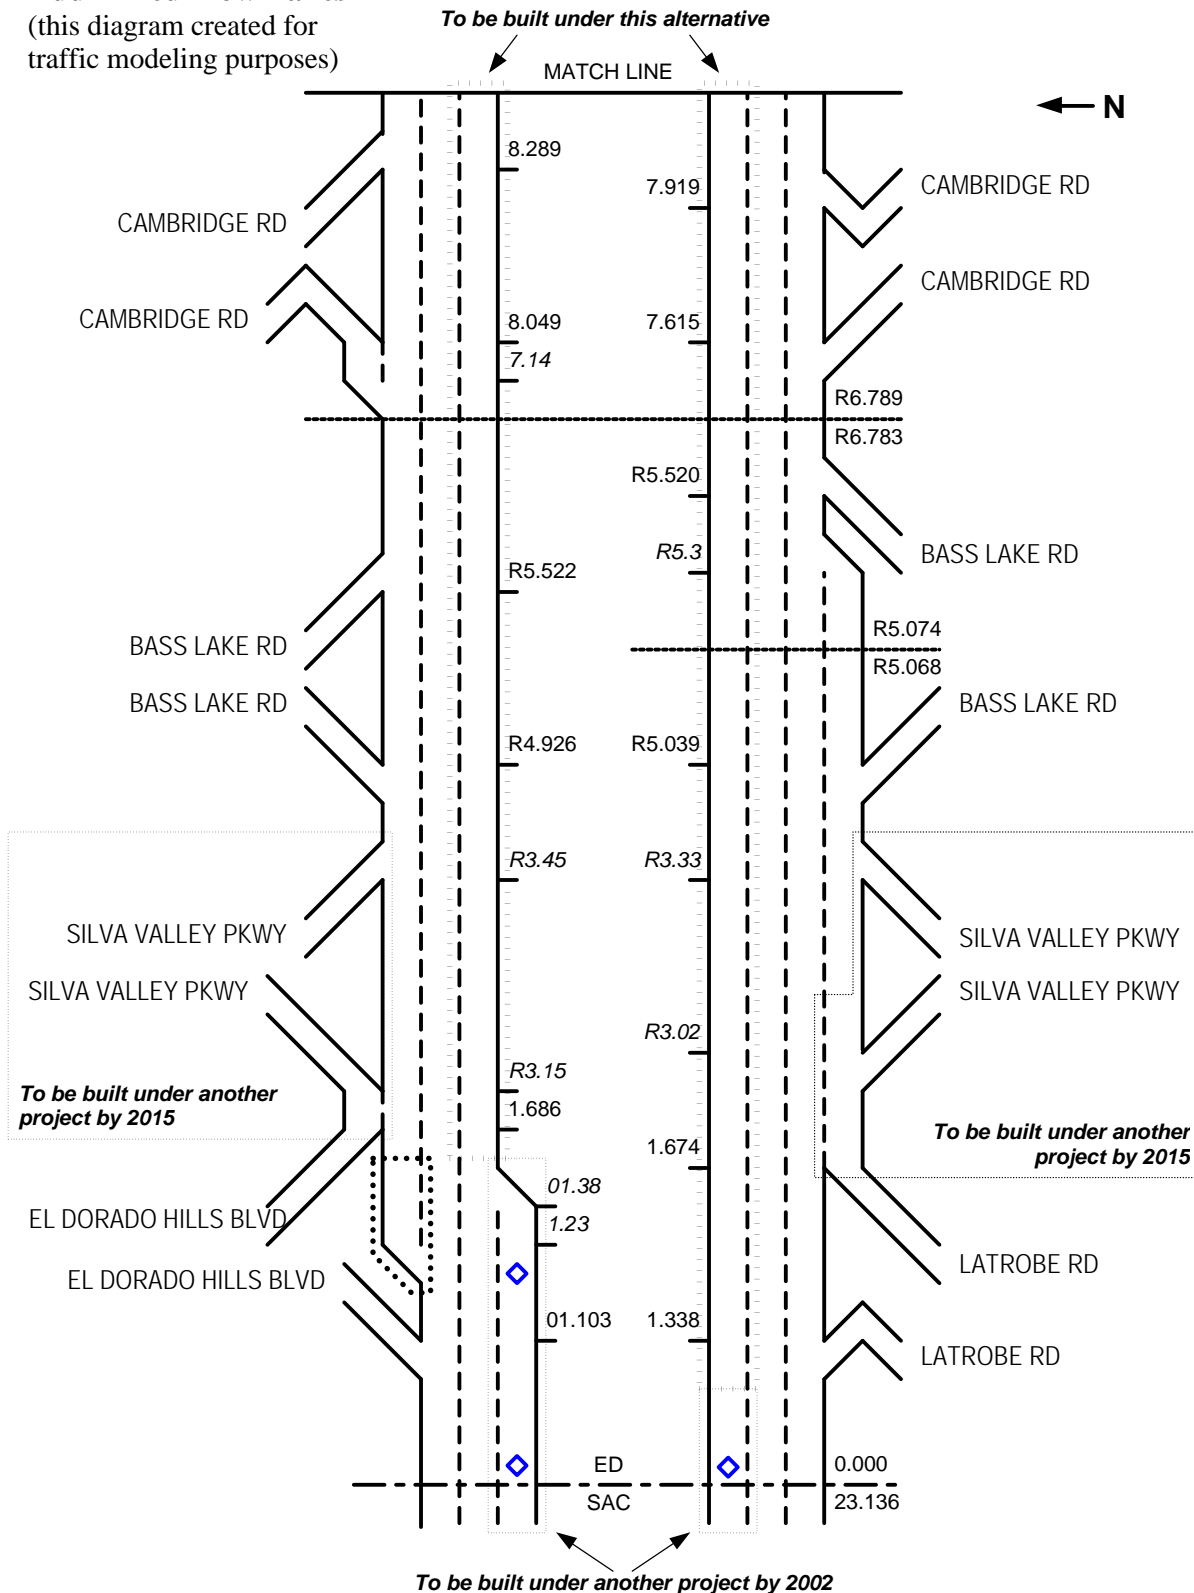 (this diagram created for
traffic modeling purposes)
To be built under this alternative
MATCH LINE
N
8.289
7.919
CAMBRIDGE RD
CAMBRIDGE RD
CAMBRIDGE RD
CAMBRIDGE RD
8.049
7.615
7.14
R6.789
R6.783
R5.520
R5.3
BASS LAKE RD
R5.522
R5.074
R5.068
BASS LAKE RD
BASS LAKE RD
BASS LAKE RD
R4.926
R5.039
R3.45
R3.33
SILVA VALLEY PKWY
SILVA VALLEY PKWY
SILVA VALLEY PKWY
SILVA VALLEY PKWY
R3.02
R3.15
To be built under another
project by 2015
1.686
To be built under another
project by 2015
1.674
01.38
EL DORADO HILLS BLVD
1.23
LATROBE RD
EL DORADO HILLS BLVD
01.103
1.338
LATROBE RD
ED
0.000
SAC
23.136
To be built under another project by 2002